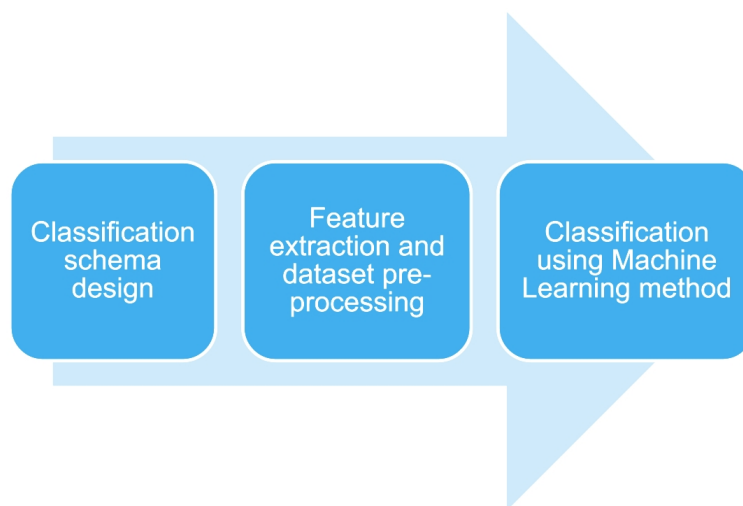 Classification
schema
design
Feature
extraction and
dataset pre-
processing
Classification
using Machine
Learning method